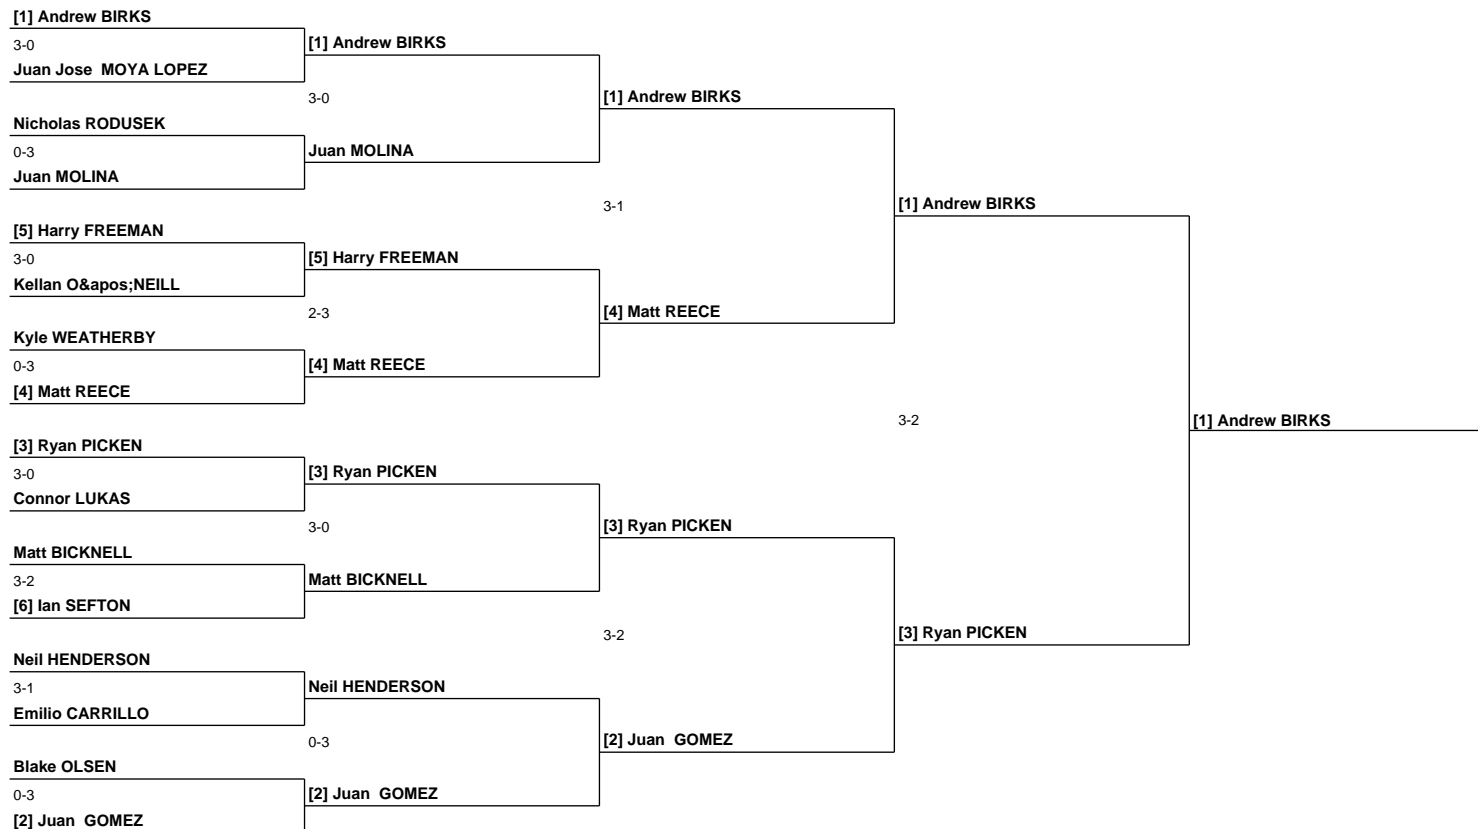 [1] Andrew BIRKS
3-0
Juan Jose  MOYA LOPEZ
Nicholas RODUSEK
0-3
Juan MOLINA
[5] Harry FREEMAN
3-0
Kellan O&apos;NEILL
Kyle WEATHERBY
0-3
[4] Matt REECE
[3] Ryan PICKEN
3-0
Connor LUKAS
Matt BICKNELL
3-2
[6] Ian SEFTON
Neil HENDERSON
3-1
Emilio CARRILLO
Blake OLSEN
0-3
[2] Juan  GOMEZ
[1] Andrew BIRKS
3-0
Juan MOLINA
[5] Harry FREEMAN
2-3
[4] Matt REECE
[3] Ryan PICKEN
3-0
Matt BICKNELL
Neil HENDERSON
0-3
[2] Juan  GOMEZ
[1] Andrew BIRKS
3-1
[4] Matt REECE
[3] Ryan PICKEN
3-2
[2] Juan  GOMEZ
[1] Andrew BIRKS
3-2
[3] Ryan PICKEN
[1] Andrew BIRKS